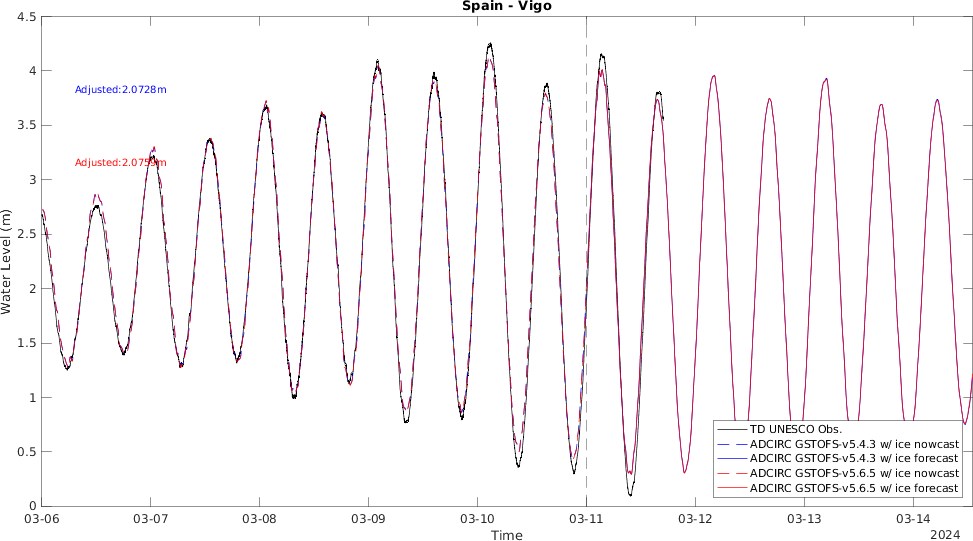 Spain - Vigo
4.5
4
3.5
3
2.5
2
1.5
1
0.5
0
Water Level (m)
Adjusted:2.0728m
Adjusted:2.0759m
TD UNESCO Obs.
ADCIRC GSTOFS-v5.4.3 w/ ice nowcast
ADCIRC GSTOFS-v5.4.3 w/ ice forecast
ADCIRC GSTOFS-v5.6.5 w/ ice nowcast
ADCIRC GSTOFS-v5.6.5 w/ ice forecast
03-06 03-07 03-08 03-09 03-10 03-11 03-12 03-13 03-14
Time
2024